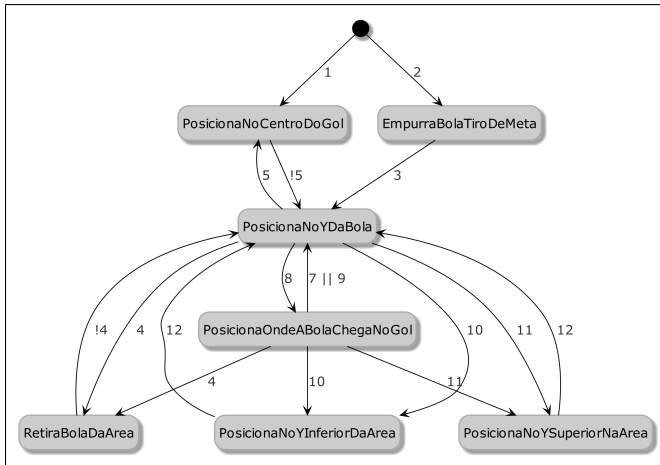 1
2
PosicionaNoCentroDoGol
EmpurraBolaTiroDeMeta
5
!5
3
PosicionaNoYDaBola
8
7 || 9
!4
4
12
10
11
12
PosicionaOndeABolaChegaNoGol
4
10
11
RetiraBolaDaArea
PosicionaNoYInferiorDaArea
PosicionaNoYSuperiorNaArea